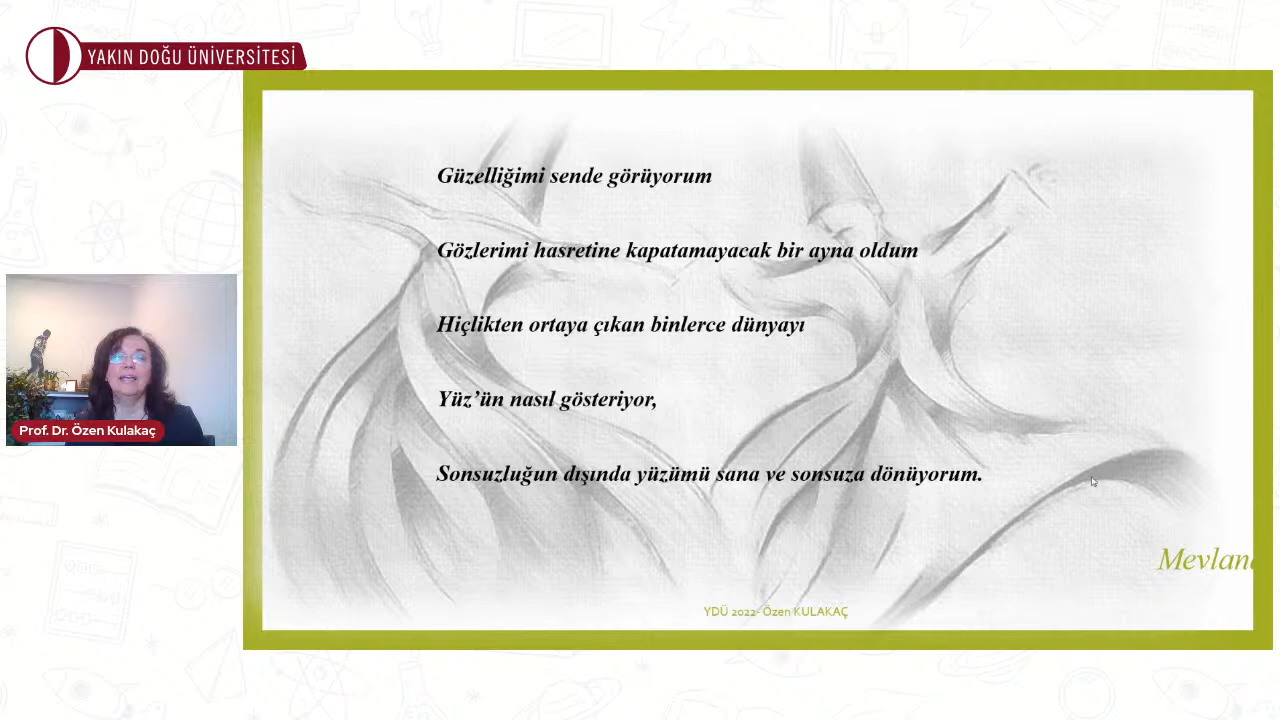 YAKIN DOĞU ÜNİVERSİTESİ
Güzelliğimi sende görüyorum
Gözlerimi hasretine kapatamayacak bir ayna oldum
Hiçlikten ortaya çıkan binlerce dünyayı
Yüz’ün nasıl gösteriyor,
Sonsuzluğun dışında yüzümü sana ve sonsuza dönüyorum.
Prof. Dr. Özen Kulakaç
Mevlana
YDÜ 2022- Özen KULAKAÇ